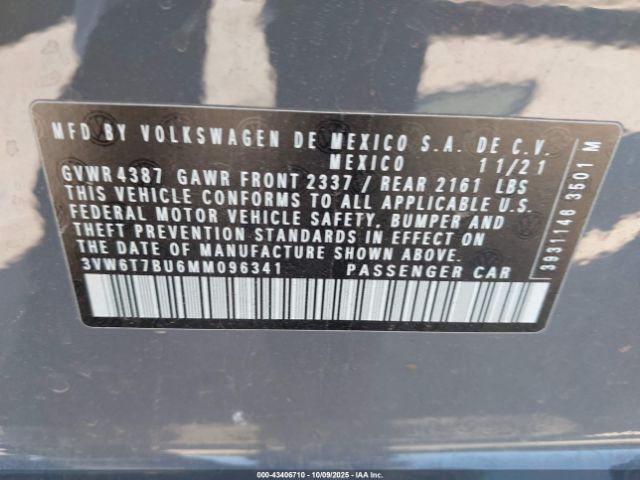 MFD BY VOLKSWAGEN DE MEXICO S.A. DE C.V.
MEXICO 11/21
GVWR 4387 GAWR FRONT 2337 / REAR 2161 LBS
THIS VEHICLE CONFORMS TO ALL APPLICABLE U.S.
FEDERAL MOTOR VEHICLE SAFETY, BUMPER AND
THEFT PREVENTION STANDARDS IN EFFECT ON
THE DATE OF MANUFACTURE SHOWN ABOVE.
3VW6T7BU6MM096341 PASSENGER CAR
3931146 3501 M
000-43406710 - 10/09/2025 - IAA Inc.